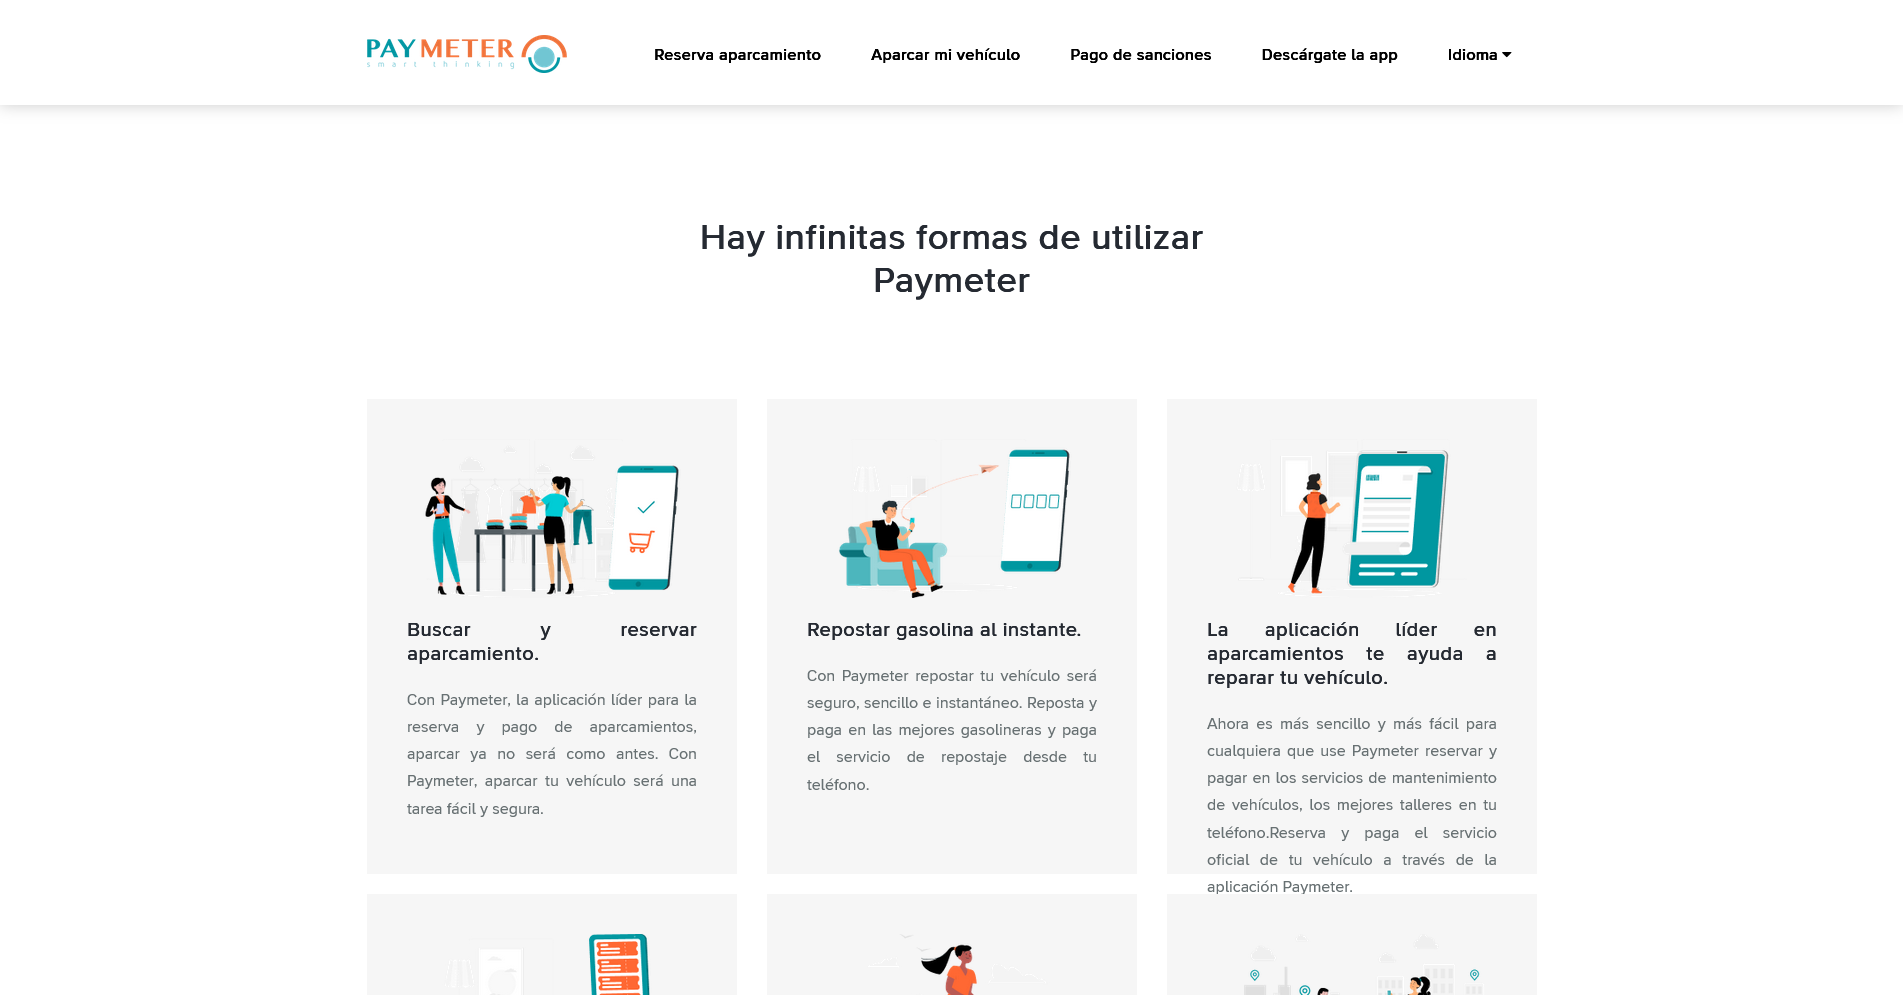 PAYMETER
smart thinking
Reserva aparcamiento
Aparcar mi vehículo
Pago de sanciones
Descárgate la app
Idioma
Hay infinitas formas de utilizar
Paymeter
Buscar y reservar
aparcamiento.
Con Paymeter, la aplicación líder para la
reserva y pago de aparcamientos,
aparcar ya no será como antes. Con
Paymeter, aparcar tu vehículo será una
tarea fácil y segura.
Repostar gasolina al instante.
Con Paymeter repostar tu vehículo será
seguro, sencillo e instantáneo. Reposta y
paga en las mejores gasolineras y paga
el servicio de repostaje desde tu
teléfono.
La aplicación líder en
aparcamientos te ayuda a
reparar tu vehículo.
Ahora es más sencillo y más fácil para
cualquiera que use Paymeter reservar y
pagar en los servicios de mantenimiento
de vehículos, los mejores talleres en tu
teléfono.Reserva y paga el servicio
oficial de tu vehículo a través de la
aplicación Paymeter.